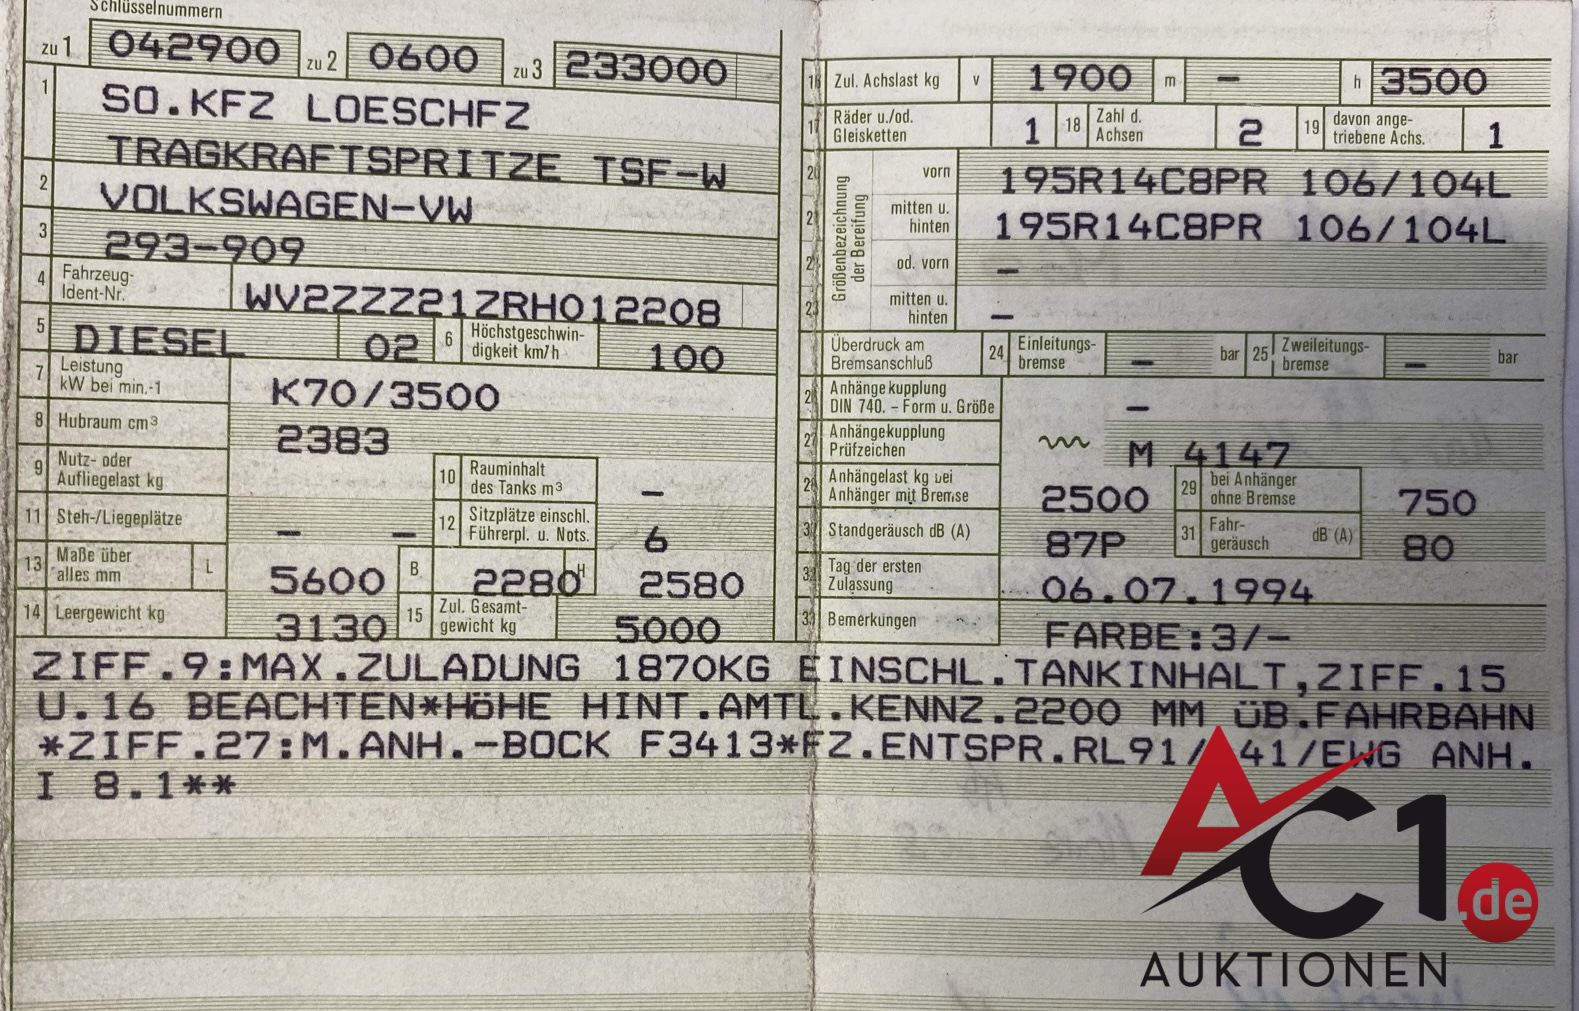 Schlüsselnummern
zu 1 042900 zu 2 0600 zu 3 233000
1 SO.KFZ LOESCHFZ
TRAGKRAFTSPRITZE TSF-W
2 VOLKSWAGEN-VW
3 293-909
4 Fahrzeug-Ident-Nr. WV2ZZZ21ZRH012208
5 DIESEL 02 6 Höchstgeschwindigkeit km/h 100
7 Leistung kW bei min.-1 K70/3500
8 Hubraum cm³ 2383
9 Nutz- oder Aufliegelast kg 10 Rauminhalt des Tanks m³ –
11 Steh-/Liegeplätze – – 12 Sitzplätze einschl. Führerpl. u. Nots. 6
13 Maße über alles mm L 5600 B 2280 H 2580
14 Leergewicht kg 3130 15 Zul. Gesamtgewicht kg 5000
16 Zul. Achslast kg v 1900 m – h 3500
17 Räder u./od. Gleisketten 1 18 Zahl d. Achsen 2 19 davon angetriebene Achs. 1
Größenbezeichnung der Bereifung
20 vorn 195R14C8PR 106/104L
21 mitten u. hinten 195R14C8PR 106/104L
od. vorn –
mitten u. hinten –
Überdruck am Bremsanschluß 24 Einleitungsbremse – bar 25 Zweileitungsbremse – bar
Anhängekupplung DIN 740. – Form u. Größe –
27 Anhängekupplung Prüfzeichen M 4147
Anhängelast kg bei Anhänger mit Bremse 2500 29 bei Anhänger ohne Bremse 750
Standgeräusch dB (A) 87P 31 Fahrgeräusch dB (A) 80
Tag der ersten Zulassung 06.07.1994
Bemerkungen FARBE:3/–
ZIFF.9:MAX.ZULADUNG 1870KG EINSCHL.TANKINHALT,ZIFF.15
U.16 BEACHTEN*HöHE HINT.AMTL.KENNZ.2200 MM üB.FAHRBAHN
*ZIFF.27:M.ANH.-BOCK F3413*FZ.ENTSPR.RL91/ 41/EWG ANH.
I 8.1**
AC1.de
AUKTIONEN